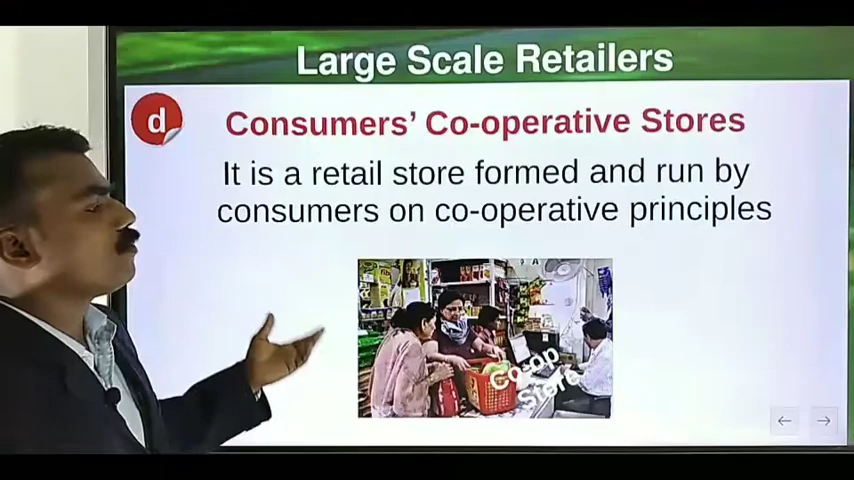 Large Scale Retailers
d
Consumers’ Co-operative Stores
It is a retail store formed and run by
consumers on co-operative principles
Co-op
Store